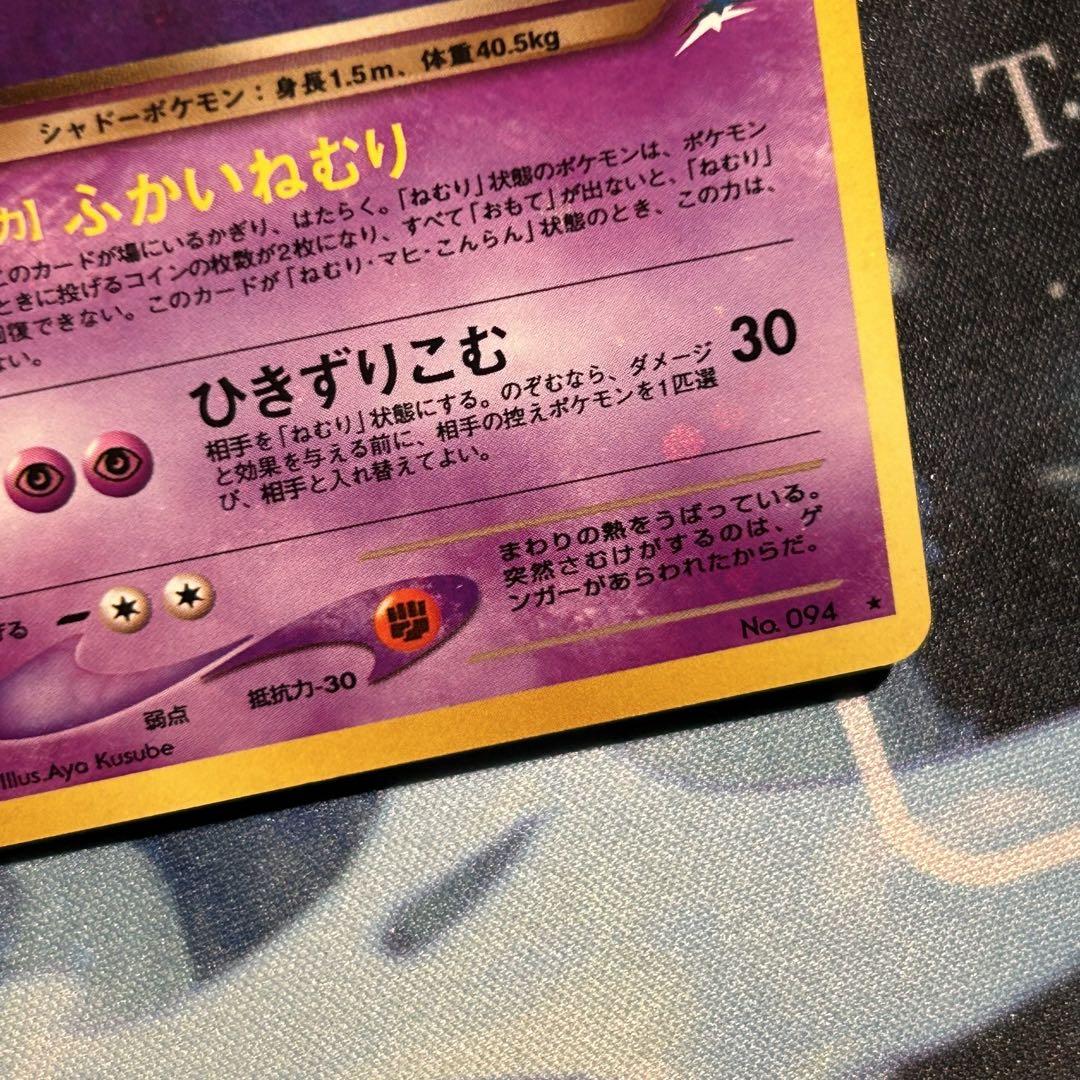 シャドーポケモン：身長1.5m、体重40.5kg
力］ふかいねむり
このカードが場にいるかぎり、はたらく。「ねむり」状態のポケモンは、ポケモン
ときに投げるコインの枚数が2枚になり、すべて「おもて」が出ないと、「ねむり」
回復できない。このカードが「ねむり・マヒ・こんらん」状態のとき、この力は、
ない。
ひきずりこむ 30
相手を「ねむり」状態にする。のぞむなら、ダメージ
と効果を与える前に、相手の控えポケモンを1匹選
び、相手と入れ替えてよい。
まわりの熱をうばっている。
突然さむけがするのは、ゲ
ンガーがあらわれたからだ。
げる
No. 094 ★
抵抗力-30
弱点
Illus.Aya Kusube
T